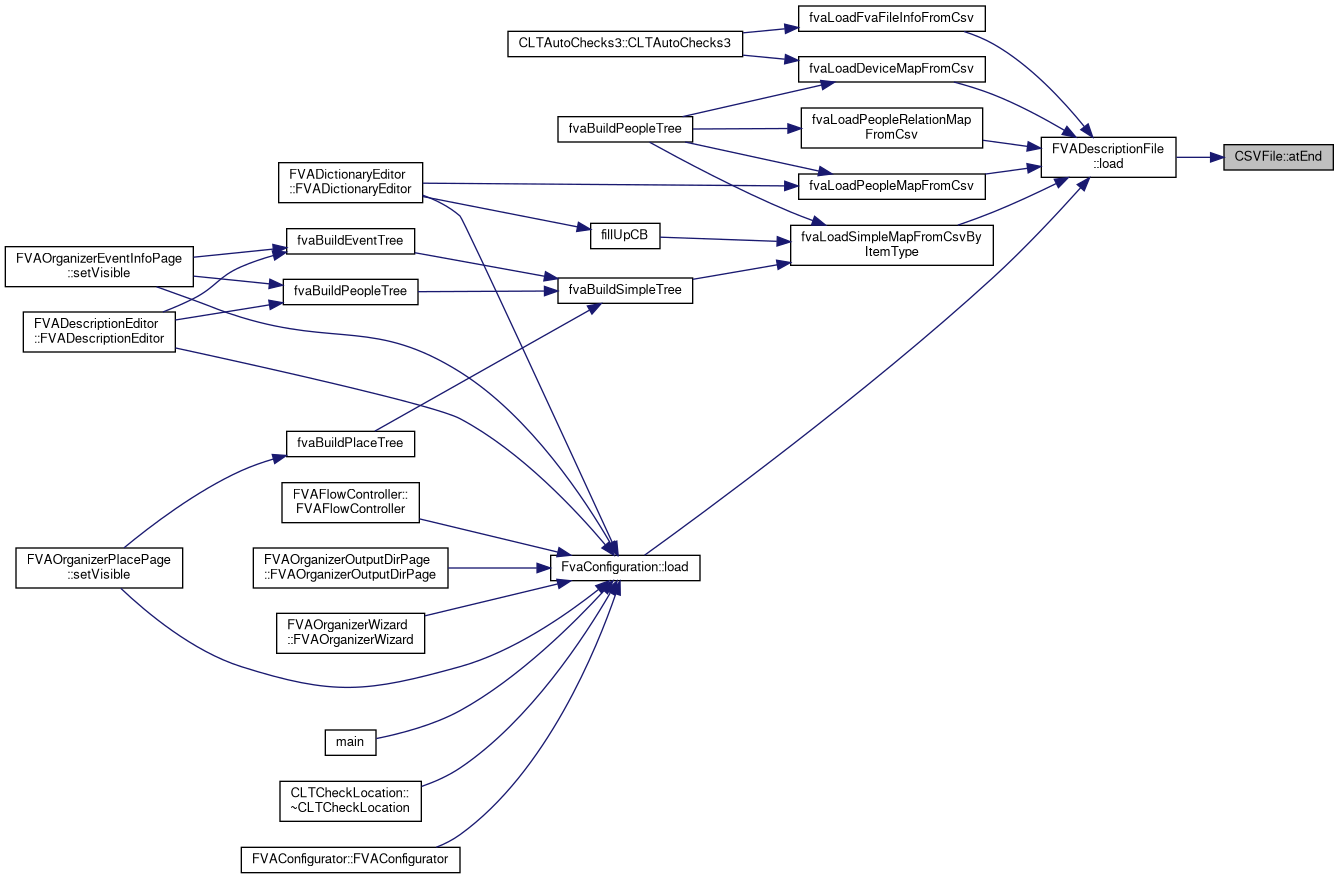 fvaLoadFvaFileInfoFromCsv
CLTAutoChecks3::CLTAutoChecks3
fvaLoadDeviceMapFromCsv
fvaBuildPeopleTree
fvaLoadPeopleRelationMap
FromCsv
FVADescriptionFile
::load
CSVFile::atEnd
FVADictionaryEditor
::FVADictionaryEditor
fvaLoadPeopleMapFromCsv
fillUpCB
fvaLoadSimpleMapFromCsvBy
ItemType
fvaBuildEventTree
FVAOrganizerEventInfoPage
::setVisible
fvaBuildPeopleTree
fvaBuildSimpleTree
FVADescriptionEditor
::FVADescriptionEditor
fvaBuildPlaceTree
FVAFlowController::
FVAFlowController
FVAOrganizerPlacePage
::setVisible
FVAOrganizerOutputDirPage
::FVAOrganizerOutputDirPage
FvaConfiguration::load
FVAOrganizerWizard
::FVAOrganizerWizard
main
CLTCheckLocation::
~CLTCheckLocation
FVAConfigurator::FVAConfigurator